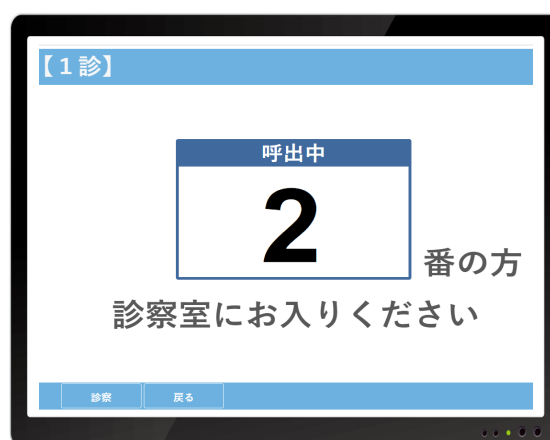 【１診】
呼出中
2
番の方
診察室にお入りください
診察 戻る